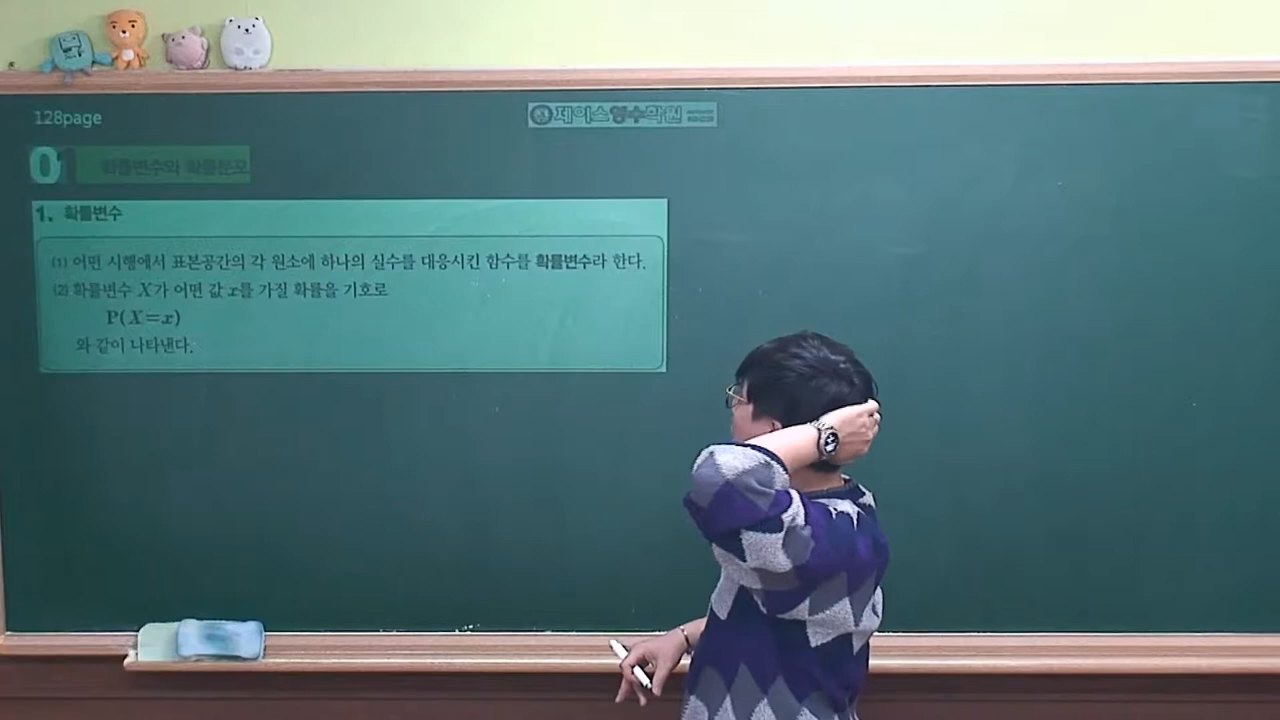 128page
제이스영수학원
01 확률변수와 확률분포
1. 확률변수
(1) 어떤 시행에서 표본공간의 각 원소에 하나의 실수를 대응시킨 함수를 확률변수라 한다.
(2) 확률변수 X가 어떤 값 x를 가질 확률을 기호로
P(X=x)
와 같이 나타낸다.